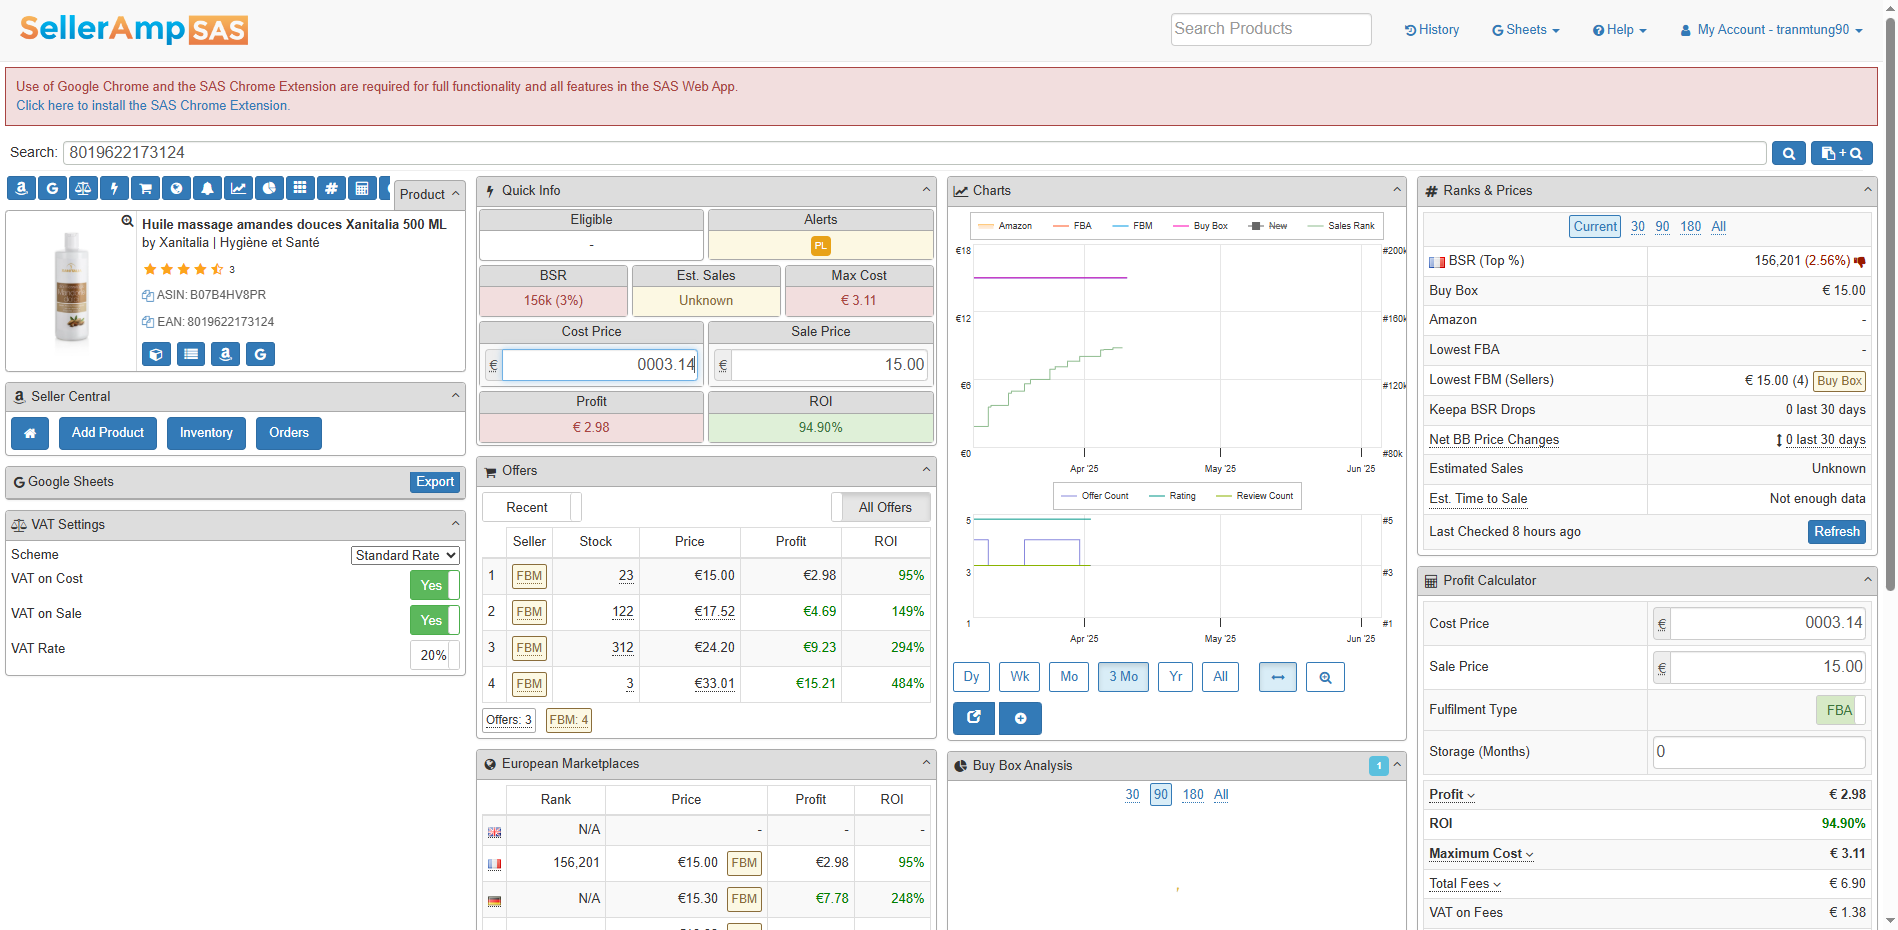 SellerAmp SAS
Search Products
History
Sheets
Help
My Account - tranmtung90
Use of Google Chrome and the SAS Chrome Extension are required for full functionality and all features in the SAS Web App.
Click here to install the SAS Chrome Extension.
Search: 8019622173124
Product
Huile massage amandes douces Xanitalia 500 ML
by Xanitalia | Hygiène et Santé
3
ASIN: B07B4HV8PR
EAN: 8019622173124
Seller Central
Add Product
Inventory
Orders
Google Sheets
Export
VAT Settings
Scheme Standard Rate
VAT on Cost Yes
VAT on Sale Yes
VAT Rate 20%
Quick Info
Eligible Alerts
- PL
BSR Est. Sales Max Cost
156k (3%) Unknown € 3.11
Cost Price Sale Price
€ 0003.14 € 15.00
Profit ROI
€ 2.98 94.90%
Offers
Recent All Offers
Seller Stock Price Profit ROI
1 FBM 23 €15.00 €2.98 95%
2 FBM 122 €17.52 €4.69 149%
3 FBM 312 €24.20 €9.23 294%
4 FBM 3 €33.01 €15.21 484%
Offers: 3 FBM: 4
European Marketplaces
Rank Price Profit ROI
N/A - - -
156,201 €15.00 FBM €2.98 95%
N/A €15.30 FBM €7.78 248%
Charts
Amazon FBA FBM Buy Box New Sales Rank
€18 #200k
€12 #160k
€6 #120k
€0 #80k
Apr '25 May '25 Jun '25
Offer Count Rating Review Count
5 #5
3 #3
1 #1
Apr '25 May '25 Jun '25
Dy Wk Mo 3 Mo Yr All
Buy Box Analysis 1
30 90 180 All
Ranks & Prices
Current 30 90 180 All
BSR (Top %) 156,201 (2.56%)
Buy Box € 15.00
Amazon -
Lowest FBA -
Lowest FBM (Sellers) € 15.00 (4) Buy Box
Keepa BSR Drops 0 last 30 days
Net BB Price Changes 0 last 30 days
Estimated Sales Unknown
Est. Time to Sale Not enough data
Last Checked 8 hours ago Refresh
Profit Calculator
Cost Price € 0003.14
Sale Price € 15.00
Fulfilment Type FBA
Storage (Months) 0
Profit € 2.98
ROI 94.90%
Maximum Cost € 3.11
Total Fees € 6.90
VAT on Fees € 1.38